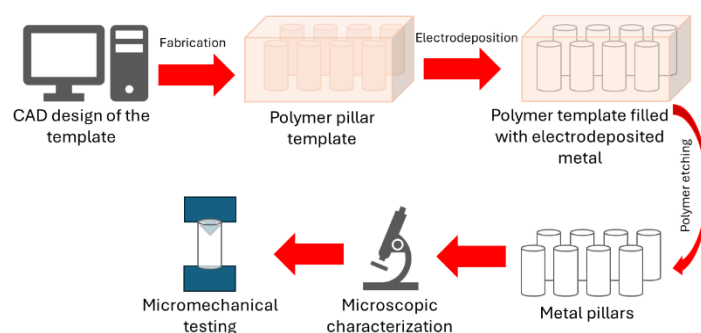 Fabrication
Electrodeposition
CAD design of the
template
Polymer pillar
template
Polymer template filled
with electrodeposited
metal
Polymer etching
Metal pillars
Microscopic
characterization
Micromechanical
testing